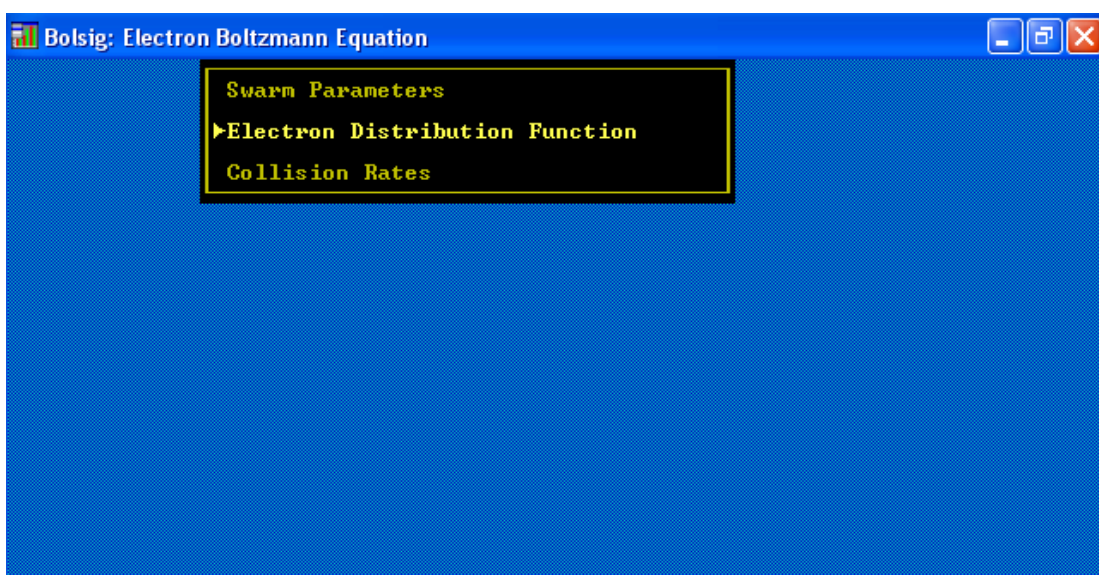 Bolsig: Electron Boltzmann Equation
Swarm Parameters
Electron Distribution Function
Collision Rates